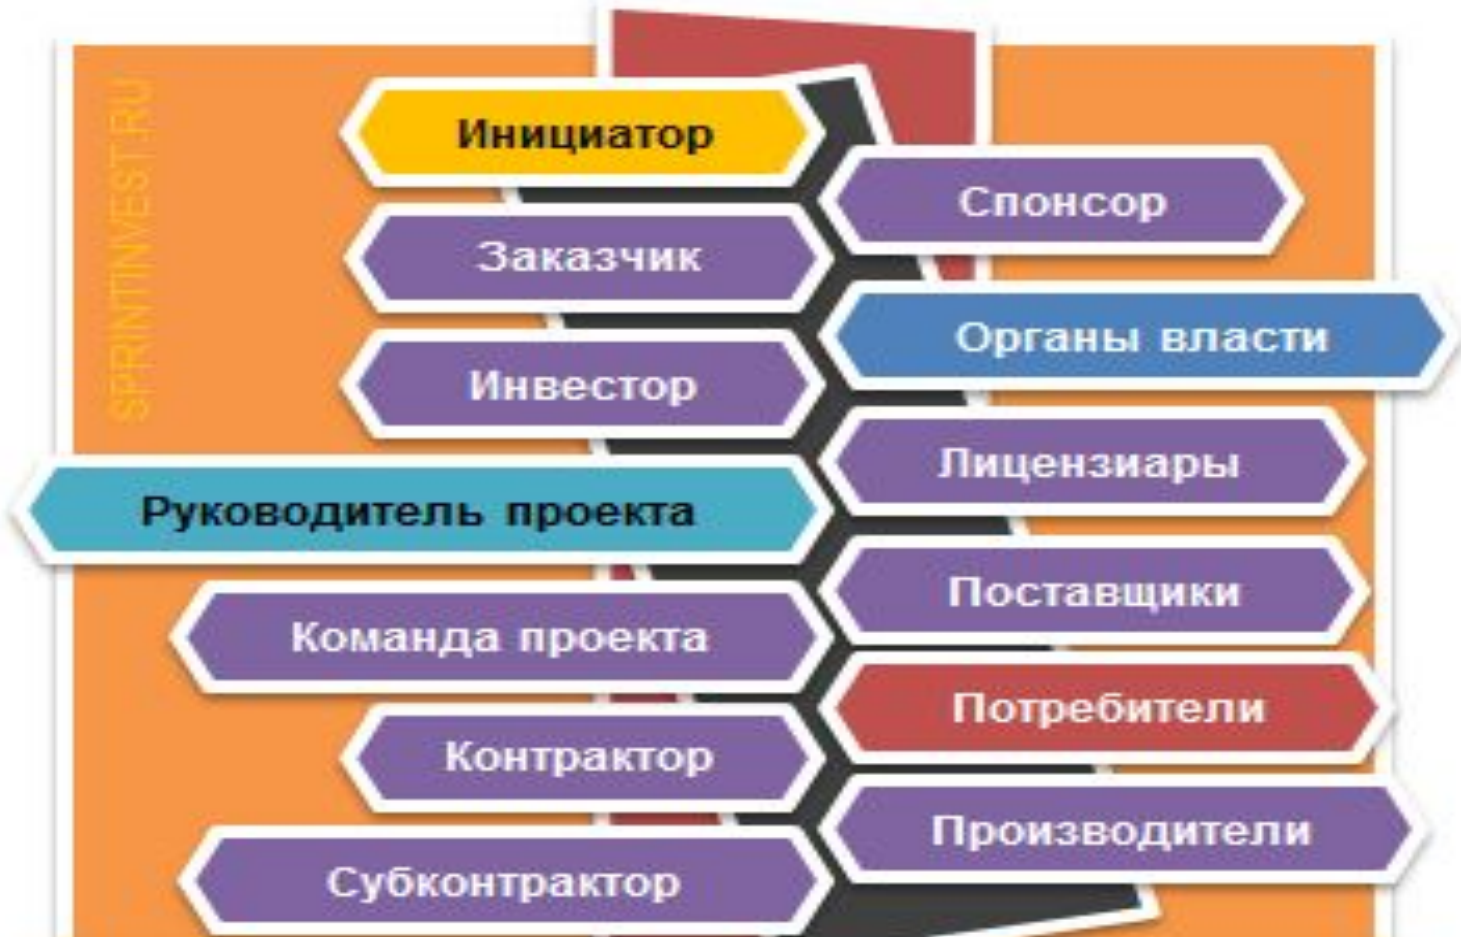 SPRINTINVEST.RU
Инициатор
Заказчик
Инвестор
Руководитель проекта
Команда проекта
Контрактор
Субконтрактор
Спонсор
Органы власти
Лицензиары
Поставщики
Потребители
Производители